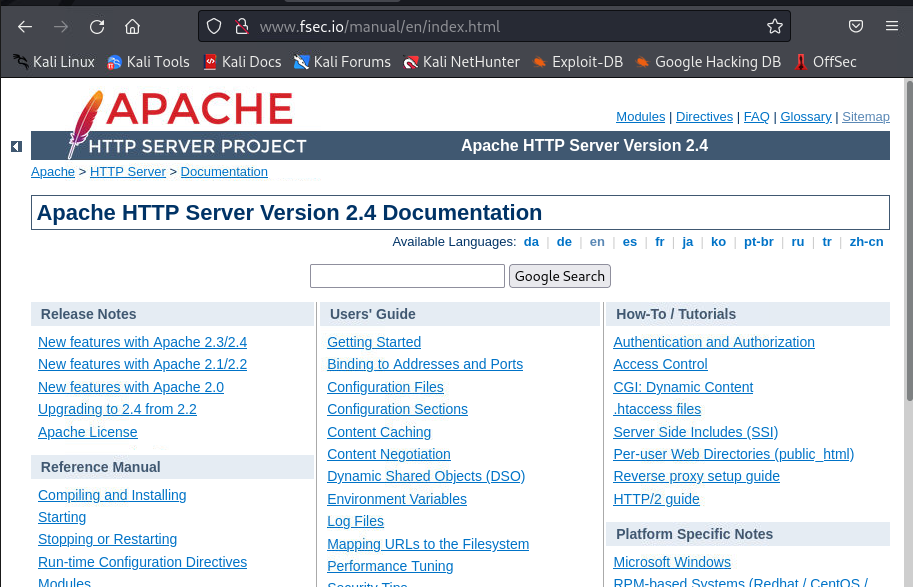 www.fsec.io/manual/en/index.html
Kali Linux Kali Tools Kali Docs Kali Forums Kali NetHunter Exploit-DB Google Hacking DB OffSec
APACHE
HTTP SERVER PROJECT
Modules | Directives | FAQ | Glossary | Sitemap
Apache HTTP Server Version 2.4
Apache > HTTP Server > Documentation
Apache HTTP Server Version 2.4 Documentation
Available Languages: da | de | en | es | fr | ja | ko | pt-br | ru | tr | zh-cn
Google Search
Release Notes
New features with Apache 2.3/2.4
New features with Apache 2.1/2.2
New features with Apache 2.0
Upgrading to 2.4 from 2.2
Apache License
Reference Manual
Compiling and Installing
Starting
Stopping or Restarting
Run-time Configuration Directives
Modules
Users' Guide
Getting Started
Binding to Addresses and Ports
Configuration Files
Configuration Sections
Content Caching
Content Negotiation
Dynamic Shared Objects (DSO)
Environment Variables
Log Files
Mapping URLs to the Filesystem
Performance Tuning
Security Tips
How-To / Tutorials
Authentication and Authorization
Access Control
CGI: Dynamic Content
.htaccess files
Server Side Includes (SSI)
Per-user Web Directories (public_html)
Reverse proxy setup guide
HTTP/2 guide
Platform Specific Notes
Microsoft Windows
RPM-based Systems (Redhat / CentOS /